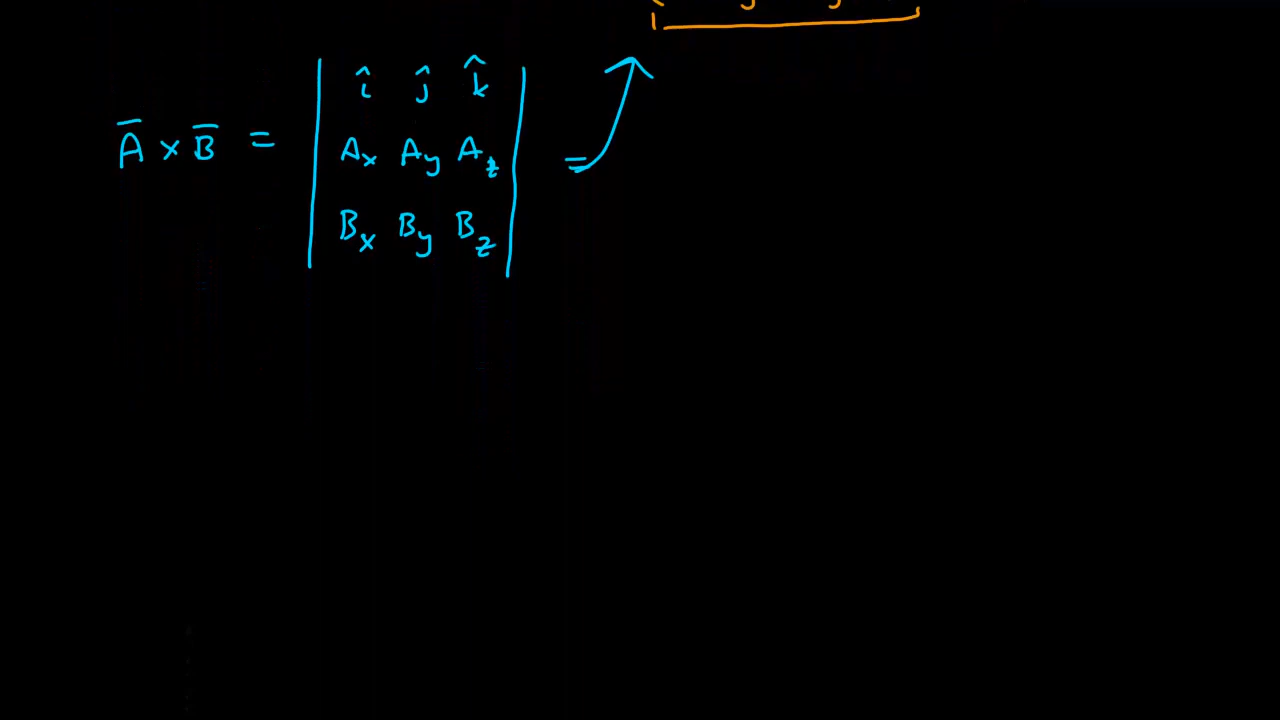 î ĵ k̂
A̅ × B̅ = | Ax Ay Az | =
Bx By Bz